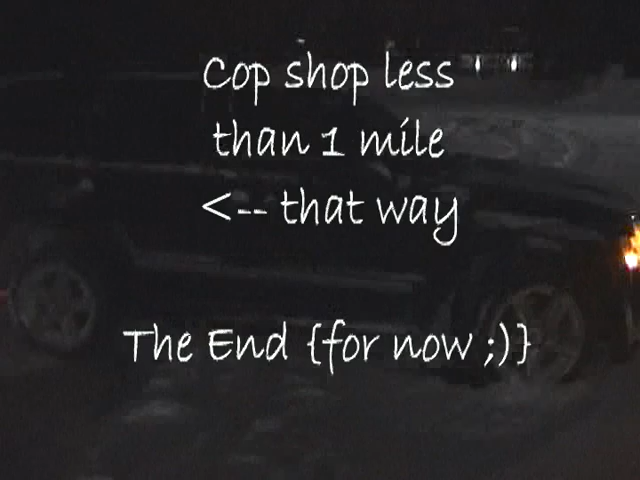 Cop shop less
than 1 mile
<-- that way
The End {for now ;)}